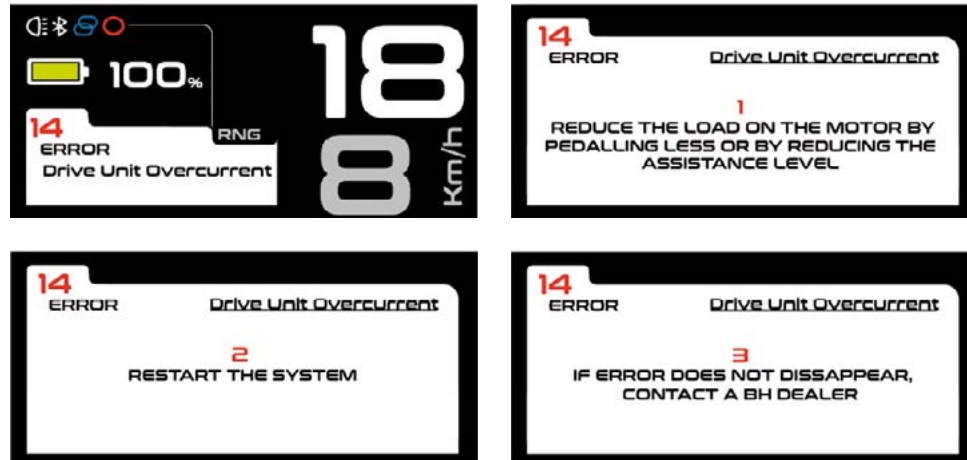 100%
18
14
ERROR
Drive Unit Overcurrent
RNG
8
Km/h
14
ERROR
Drive Unit Overcurrent
1
REDUCE THE LOAD ON THE MOTOR BY
PEDALLING LESS OR BY REDUCING THE
ASSISTANCE LEVEL
14
ERROR
Drive Unit Overcurrent
2
RESTART THE SYSTEM
14
ERROR
Drive Unit Overcurrent
3
IF ERROR DOES NOT DISSAPPEAR,
CONTACT A BH DEALER